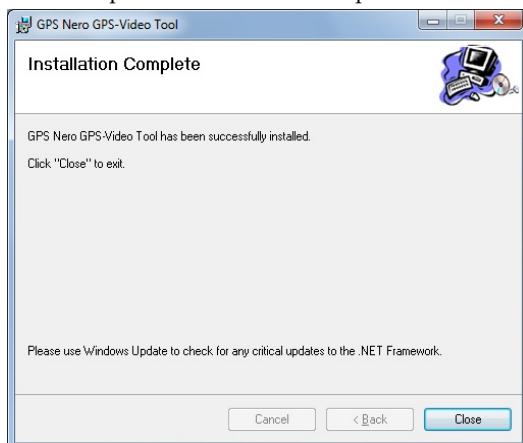 GPS Nero GPS-Video Tool
Installation Complete
GPS Nero GPS-Video Tool has been successfully installed.
Click "Close" to exit.
Please use Windows Update to check for any critical updates to the .NET Framework.
Cancel
< Back
Close